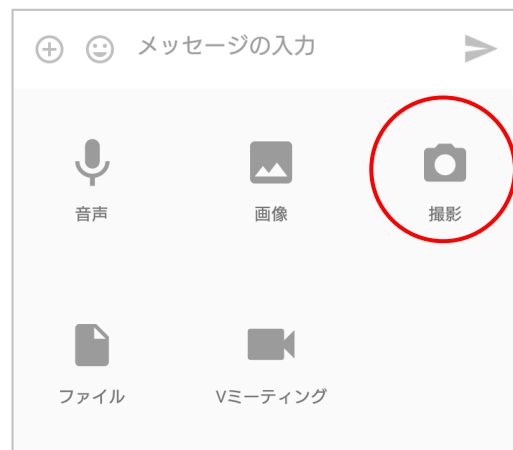 メッセージの入力
音声
画像
撮影
ファイル
Vミーティング